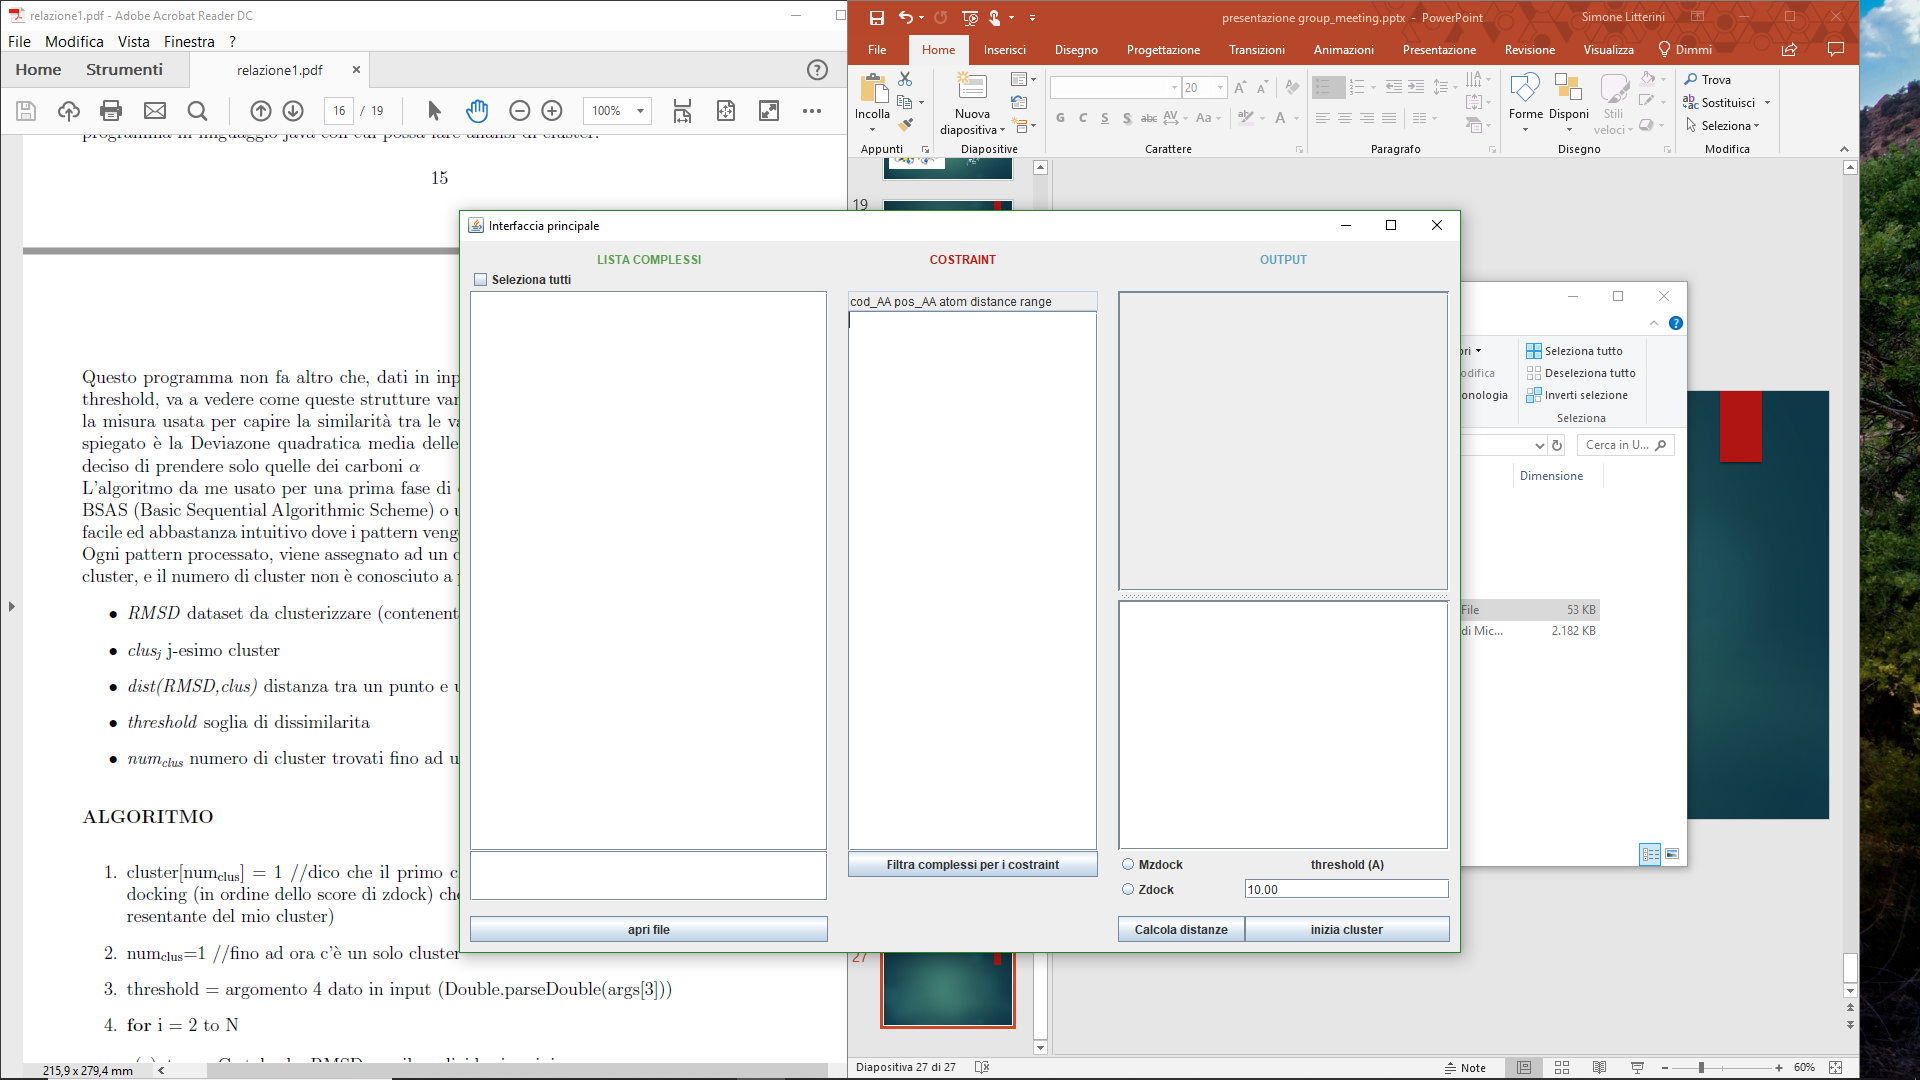 relazione1.pdf - Adobe Acrobat Reader DC
File Modifica Vista Finestra ?
Home Strumenti relazione1.pdf ×
16 / 19 100%
15
Questo programma non fa altro che, dati in inp
threshold, va a vedere come queste strutture var
la misura usata per capire la similarità tra le va
spiegato è la Deviazone quadratica media delle
deciso di prendere solo quelle dei carboni α
L'algoritmo da me usato per una prima fase di
BSAS (Basic Sequential Algorithmic Scheme) o u
facile ed abbastanza intuitivo dove i pattern veng
Ogni pattern processato, viene assegnato ad un c
cluster, e il numero di cluster non è conosciuto a
• RMSD dataset da clusterizzare (contenent
• clusj j-esimo cluster
• dist(RMSD,clus) distanza tra un punto e u
• threshold soglia di dissimilarita
• numclus numero di cluster trovati fino ad u
ALGORITMO
1. cluster[numclus] = 1 //dico che il primo c
docking (in ordine dello score di zdock) che
resentante del mio cluster)
2. numclus=1 //fino ad ora c'è un solo cluster
3. threshold = argomento 4 dato in input (Double.parseDouble(args[3]))
4. for i = 2 to N
215,9 x 279,4 mm
presentazione group_meeting.pptx - PowerPoint
Simone Litterini
File Home Inserisci Disegno Progettazione Transizioni Animazioni Presentazione Revisione Visualizza Dimmi
Incolla
Appunti
Nuova
diapositiva
Diapositive
20
G C S S abc AV Aa A
Carattere
Paragrafo
Forme Disponi Stili
veloci
Disegno
Trova
Sostituisci
Seleziona
Modifica
19
27
Interfaccia principale
LISTA COMPLESSI
Seleziona tutti
apri file
COSTRAINT
cod_AA pos_AA atom distance range
Filtra complessi per i costraint
OUTPUT
Mzdock threshold (A)
Zdock 10.00
Calcola distanze inizia cluster
pri Seleziona tutto
odifica Deseleziona tutto
onologia Inverti selezione
Seleziona
Cerca in U...
Dimensione
File 53 KB
di Mic... 2.182 KB
Diapositiva 27 di 27
Note
60%